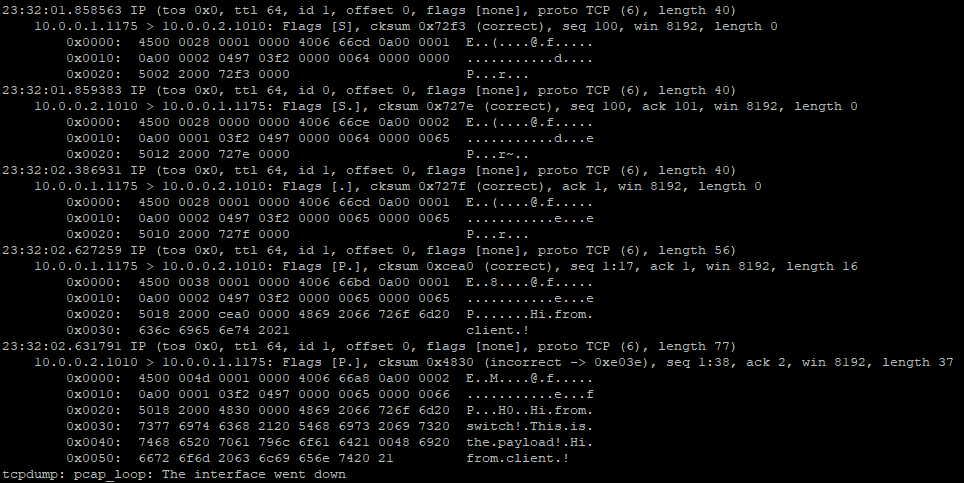 23:32:01.858563 IP (tos 0x0, ttl 64, id 1, offset 0, flags [none], proto TCP (6), length 40)
    10.0.0.1.1175 > 10.0.0.2.1010: Flags [S], cksum 0x72f3 (correct), seq 100, win 8192, length 0
        0x0000:  4500 0028 0001 0000 4006 66cd 0a00 0001  E..(....@.f.....
        0x0010:  0a00 0002 0497 03f2 0000 0064 0000 0000  ...........d....
        0x0020:  5002 2000 72f3 0000                      P...r...
23:32:01.859383 IP (tos 0x0, ttl 64, id 0, offset 0, flags [none], proto TCP (6), length 40)
    10.0.0.2.1010 > 10.0.0.1.1175: Flags [S.], cksum 0x727e (correct), seq 100, ack 101, win 8192, length 0
        0x0000:  4500 0028 0000 0000 4006 66ce 0a00 0002  E..(....@.f.....
        0x0010:  0a00 0001 03f2 0497 0000 0064 0000 0065  ...........d...e
        0x0020:  5012 2000 727e 0000                      P...r~..
23:32:02.386931 IP (tos 0x0, ttl 64, id 1, offset 0, flags [none], proto TCP (6), length 40)
    10.0.0.1.1175 > 10.0.0.2.1010: Flags [.], cksum 0x727f (correct), ack 1, win 8192, length 0
        0x0000:  4500 0028 0001 0000 4006 66cd 0a00 0001  E..(....@.f.....
        0x0010:  0a00 0002 0497 03f2 0000 0065 0000 0065  ...........e...e
        0x0020:  5010 2000 727f 0000                      P...r...
23:32:02.627259 IP (tos 0x0, ttl 64, id 1, offset 0, flags [none], proto TCP (6), length 56)
    10.0.0.1.1175 > 10.0.0.2.1010: Flags [P.], cksum 0xcea0 (correct), seq 1:17, ack 1, win 8192, length 16
        0x0000:  4500 0038 0001 0000 4006 66bd 0a00 0001  E..8....@.f.....
        0x0010:  0a00 0002 0497 03f2 0000 0065 0000 0065  ...........e...e
        0x0020:  5018 2000 cea0 0000 4869 2066 726f 6d20  P.......Hi.from.
        0x0030:  636c 6965 6e74 2021                      client.!
23:32:02.631791 IP (tos 0x0, ttl 64, id 1, offset 0, flags [none], proto TCP (6), length 77)
    10.0.0.2.1010 > 10.0.0.1.1175: Flags [P.], cksum 0x4830 (incorrect -> 0xe03e), seq 1:38, ack 2, win 8192, length 37
        0x0000:  4500 004d 0001 0000 4006 66a8 0a00 0002  E..M....@.f.....
        0x0010:  0a00 0001 03f2 0497 0000 0065 0000 0066  ...........e...f
        0x0020:  5018 2000 4830 0000 4869 2066 726f 6d20  P...H0..Hi.from.
        0x0030:  7377 6974 6368 2120 5468 6973 2069 7320  switch!.This.is.
        0x0040:  7468 6520 7061 796c 6f61 6421 0048 6920  the.payload!.Hi.
        0x0050:  6672 6f6d 2063 6c69 656e 7420 21         from.client.!
tcpdump: pcap_loop: The interface went down